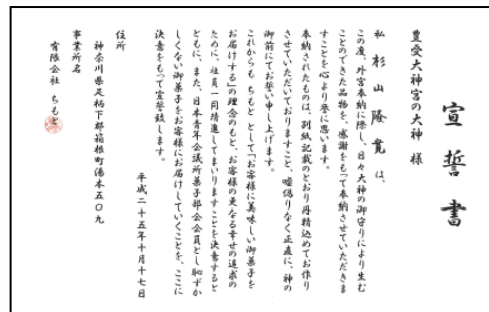 宣誓書
豊受大神宮の大神 様
私 杉山隆寛 は、
この度、外宮奉納に際し、日々大神の御守りにより生む
ことのできた品物を、感謝をもって奉納させていただきま
すことを心より幸に思います。
奉納されたものは、別紙記載のとおり丹精込めてお作り
させていただいておりますこと、嘘偽りなく正直に、神の
御前にてお誓い申し上げます。
これからも ちもと として「お客様に美味しい御菓子を
お届けする」の理念のもと、お客様の更なる幸せの追求の
ために、社員一同精進してまいりますことを決意すると
ともに、また、日本青年会議所菓子部会会員とし恥ずか
しくない御菓子をお客様にお届けしていくことを、ここに
決意をもって宣誓致します。
平成二十五年十月十七日
住所
神奈川県足柄下郡箱根町湯本五〇九
事業所名
有限会社 ちもと